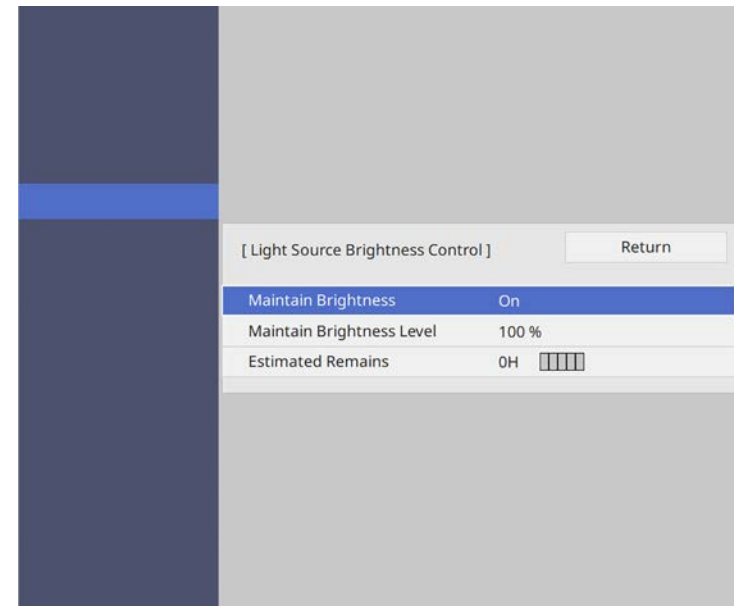 [ Light Source Brightness Control ] Return
Maintain Brightness On
Maintain Brightness Level 100 %
Estimated Remains 0H